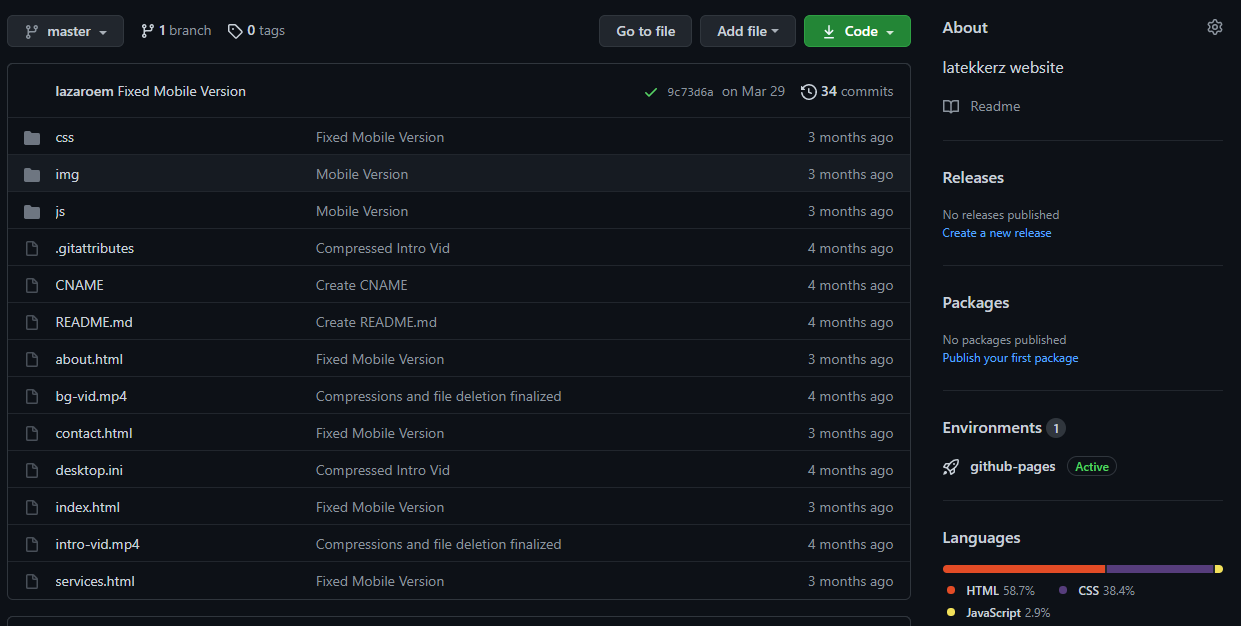 master 1 branch 0 tags Go to file Add file Code
lazaroem Fixed Mobile Version 9c73d6a on Mar 29 34 commits
css Fixed Mobile Version 3 months ago
img Mobile Version 3 months ago
js Mobile Version 3 months ago
.gitattributes Compressed Intro Vid 4 months ago
CNAME Create CNAME 4 months ago
README.md Create README.md 4 months ago
about.html Fixed Mobile Version 3 months ago
bg-vid.mp4 Compressions and file deletion finalized 4 months ago
contact.html Fixed Mobile Version 3 months ago
desktop.ini Compressed Intro Vid 4 months ago
index.html Fixed Mobile Version 3 months ago
intro-vid.mp4 Compressions and file deletion finalized 4 months ago
services.html Fixed Mobile Version 3 months ago
About
latekkerz website
Readme
Releases
No releases published
Create a new release
Packages
No packages published
Publish your first package
Environments 1
github-pages Active
Languages
HTML 58.7% CSS 38.4%
JavaScript 2.9%